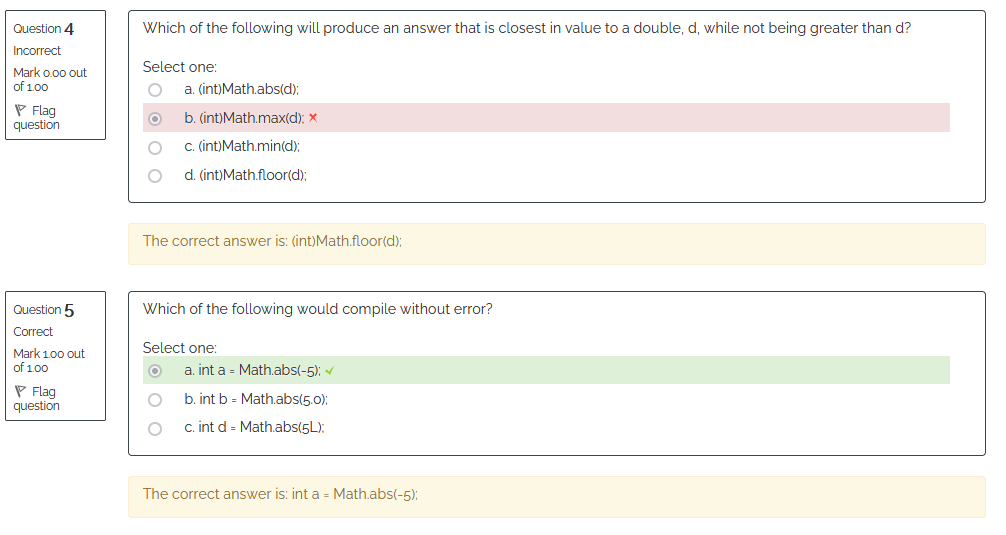 Question 4
Incorrect
Mark 0.00 out
of 1.00
Flag
question
Which of the following will produce an answer that is closest in value to a double, d, while not being greater than d?
Select one:
a. (int)Math.abs(d);
b. (int)Math.max(d);
c. (int)Math.min(d);
d. (int)Math.floor(d);
The correct answer is: (int)Math.floor(d);
Question 5
Correct
Mark 1.00 out
of 1.00
Flag
question
Which of the following would compile without error?
Select one:
a. int a = Math.abs(-5);
b. int b = Math.abs(5.0);
c. int d = Math.abs(5L);
The correct answer is: int a = Math.abs(-5);